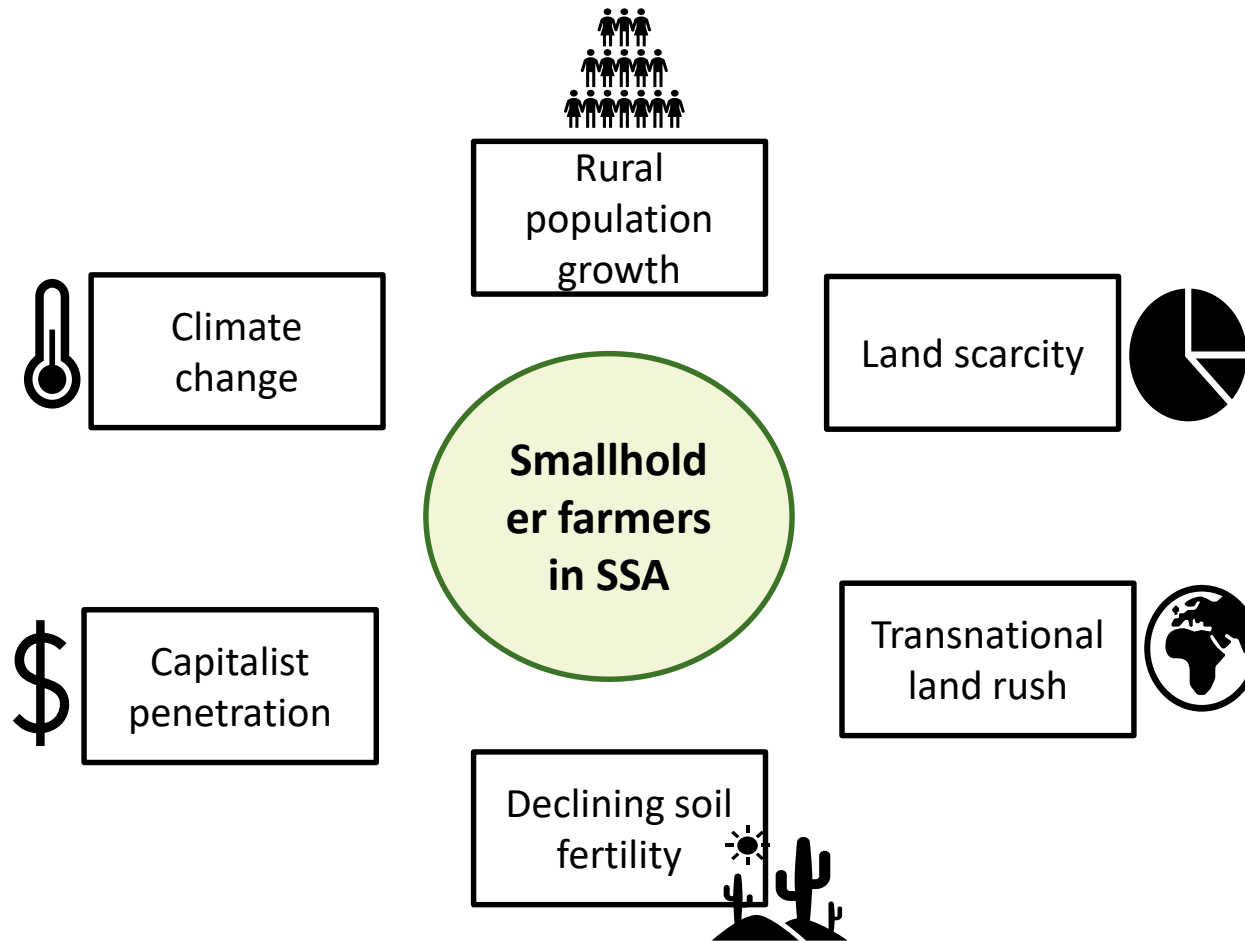 Rural
population
growth
Climate
change
Land scarcity
Smallhold
er farmers
in SSA
Capitalist
penetration
Transnational
land rush
Declining soil
fertility
$